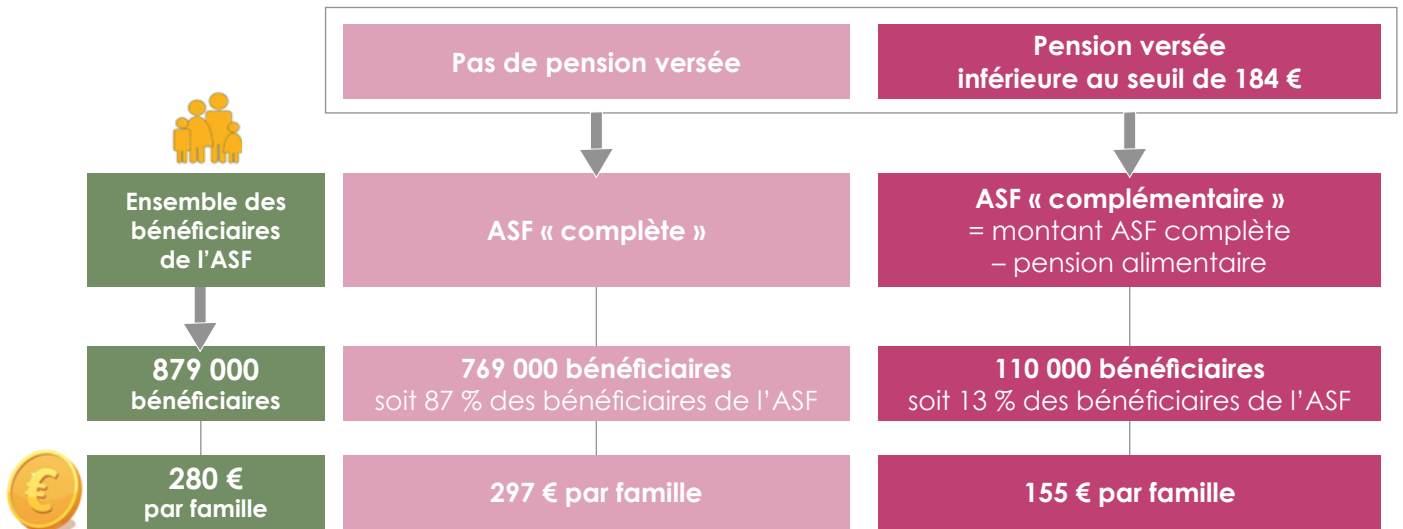 Pas de pension versée
Pension versée
inférieure au seuil de 184 €
Ensemble des
bénéficiaires
de l’ASF
ASF « complète »
ASF « complémentaire »
= montant ASF complète
– pension alimentaire
879 000
bénéficiaires
769 000 bénéficiaires
soit 87 % des bénéficiaires de l’ASF
110 000 bénéficiaires
soit 13 % des bénéficiaires de l’ASF
€
280 €
par famille
297 € par famille
155 € par famille